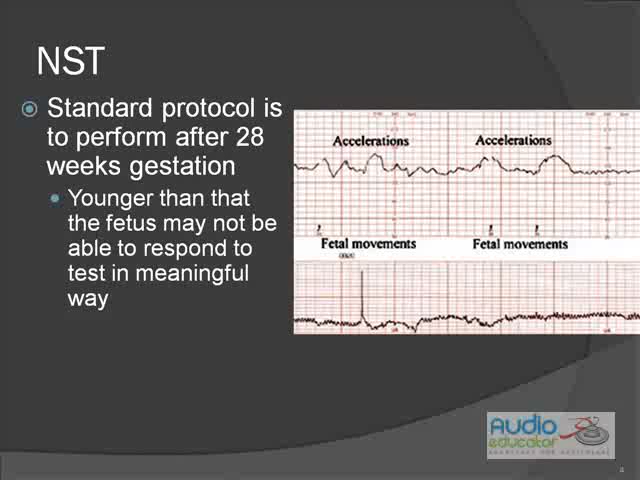 NST
Standard protocol is
to perform after 28
weeks gestation
Younger than that
the fetus may not be
able to respond to
test in meaningful
way
Accelerations Accelerations
Fetal movements Fetal movements
AUDIO
educator
4